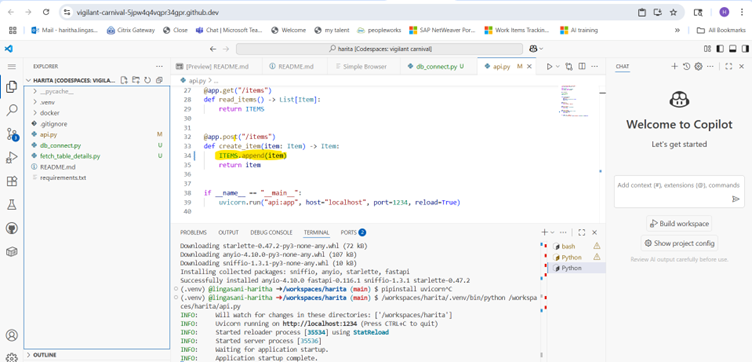 vigilant-carnival-5jpw4q4vqpr34gpr.github.dev
Mail - haritha.lingas...
Citrix Gateway
Close
Chat | Microsoft Tea...
Welcome
my talent
peopleworks
SAP NetWeaver Por...
Work Items Tracking...
AI training
All Bookmarks
harita [Codespaces: vigilant carnival]
EXPLORER
HARITA [CODESPACES: VIGIL...
__pycache__
.venv
docker
.gitignore
api.py M
db_connect.py U
fetch_table_details.py U
README.md
requirements.txt
OUTLINE
[Preview] README.md
README.md
Simple Browser
db_connect.py U
api.py M
api.py > ...
27 @app.get("/items")
28 def read_items() -> List[Item]:
29 return ITEMS
30
31
32 @app.post("/items")
33 def create_item(item: Item) -> Item:
34 ITEMS.append(item)
35 return item
36
37
38 if __name__ == "__main__":
39 uvicorn.run("api:app", host="localhost", port=1234, reload=True)
40
PROBLEMS OUTPUT DEBUG CONSOLE TERMINAL PORTS 2
Downloading starlette-0.47.2-py3-none-any.whl (72 kB)
Downloading anyio-4.10.0-py3-none-any.whl (107 kB)
Downloading sniffio-1.3.1-py3-none-any.whl (10 kB)
Installing collected packages: sniffio, anyio, starlette, fastapi
Successfully installed anyio-4.10.0 fastapi-0.116.1 sniffio-1.3.1 starlette-0.47.2
(.venv) @lingasani-haritha ➜/workspaces/harita (main) $ pipinstall uvicorn^C
(.venv) @lingasani-haritha ➜/workspaces/harita (main) $ /workspaces/harita/.venv/bin/python /workspa
ces/harita/api.py
INFO: Will watch for changes in these directories: ['/workspaces/harita']
INFO: Uvicorn running on http://localhost:1234 (Press CTRL+C to quit)
INFO: Started reloader process [35534] using StatReload
INFO: Started server process [35536]
INFO: Waiting for application startup.
INFO: Application startup complete.
bash
Python
Python
CHAT
Welcome to Copilot
Let's get started
Add context (#), extensions (@), commands
Build workspace
Show project config
Review AI output carefully before use.